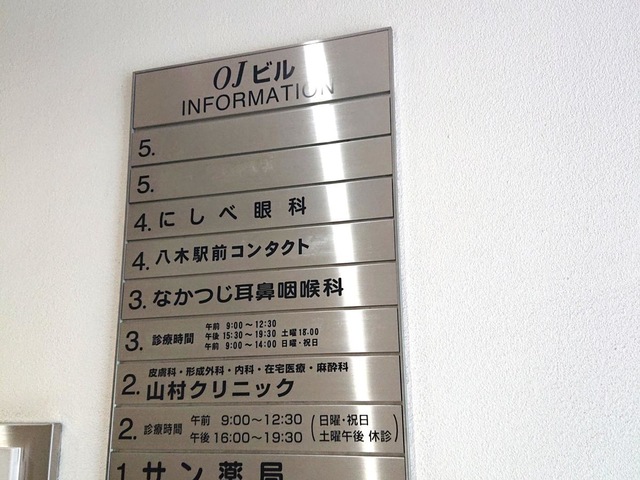 OJビル
INFORMATION
5.
5.
4. にしべ眼科
4. 八木駅前コンタクト
3. なかつじ耳鼻咽喉科
3. 診療時間
午前 9:00〜12:30
午後 15:30〜19:30 土曜18:00
午前 9:00〜14:00 日曜・祝日
2. 皮膚科・形成外科・内科・在宅医療・麻酔科
山村クリニック
2. 診療時間
午前 9:00〜12:30 (日曜・祝日
午後 16:00〜19:30 土曜午後 休診)
1 サン薬局